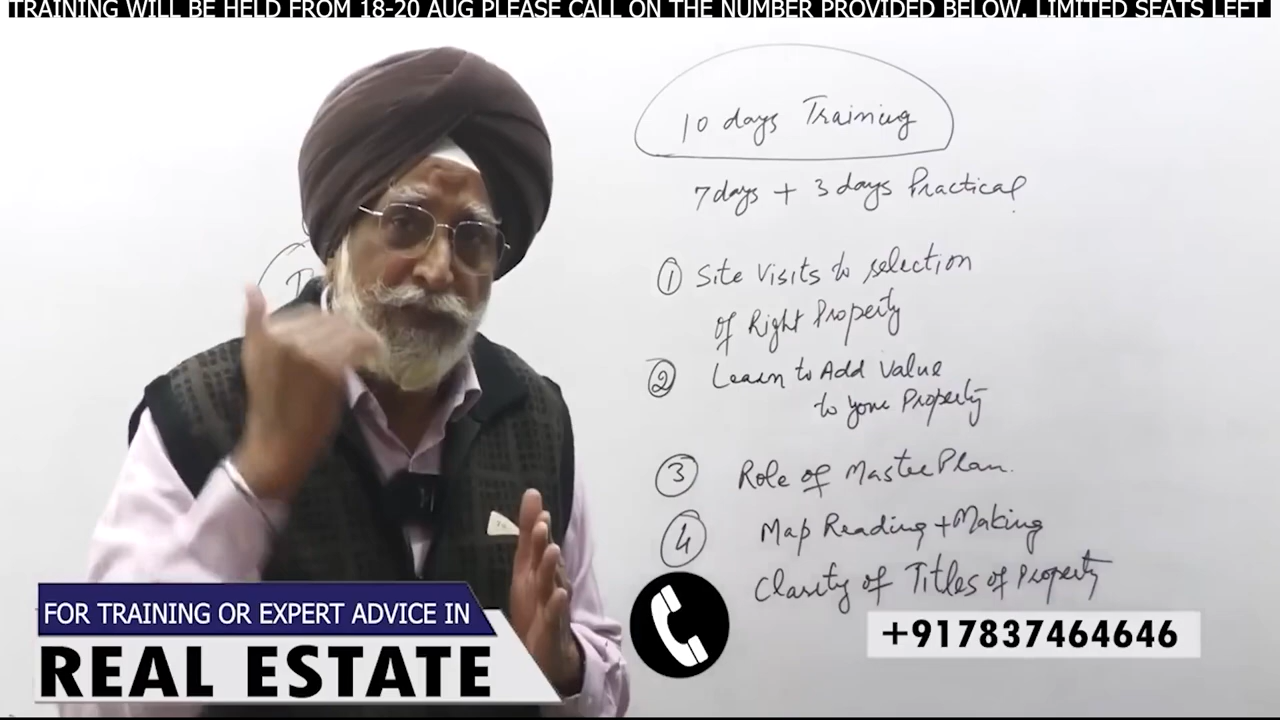 TRAINING WILL BE HELD FROM 18-20 AUG PLEASE CALL ON THE NUMBER PROVIDED BELOW. LIMITED SEATS LEFT
10 days Training
7 days + 3 days Practical
① Site Visits to selection
of Right Property
② Learn to Add Value
to your Property
③ Role of Master Plan.
④ Map Reading + Making
Clarity of Titles of Property
FOR TRAINING OR EXPERT ADVICE IN
REAL ESTATE
+917837464646